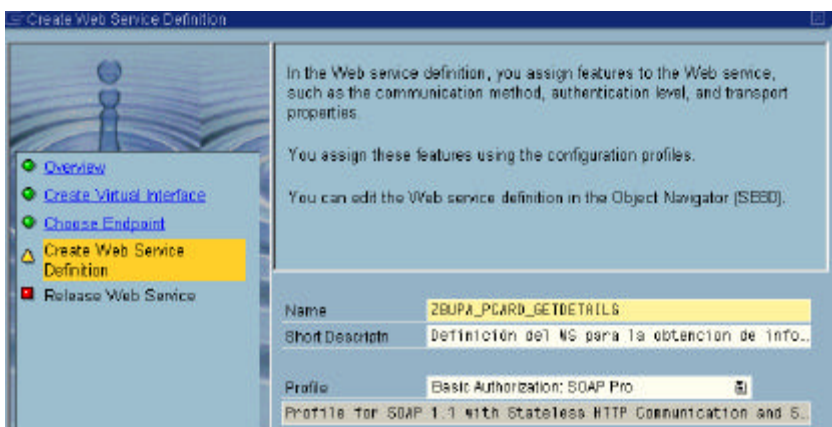 Create Web Service Definition
In the Web service definition, you assign features to the Web service,
such as the communication method, authentication level, and transport
properties.
You assign these features using the configuration profiles.
You can edit the Web service definition in the Object Navigator (SE80).
Overview
Create Virtual Interface
Choose Endpoint
Create Web Service
Definition
Release Web Service
Name ZBUPA_PCARD_GETDETAILS
Short Descriptn Definición del WS para la obtencion de info..
Profile Basic Authorization: SOAP Pro
Profile for SOAP 1.1 with Stateless HTTP Communication and S..